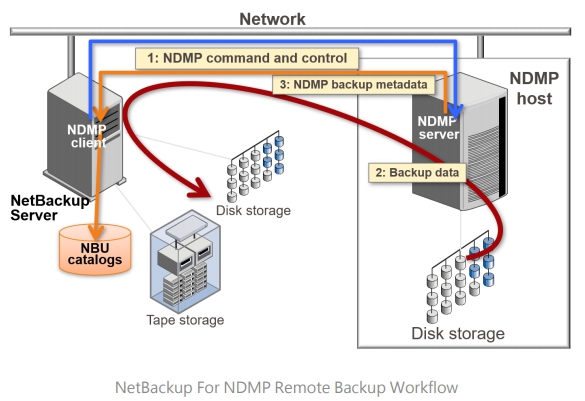 Network
1: NDMP command and control
3: NDMP backup metadata
NDMP
host
NDMP
client
NDMP
server
2: Backup data
NetBackup
Server
Disk storage
NBU
catalogs
Tape storage
Disk storage
NetBackup For NDMP Remote Backup Workflow